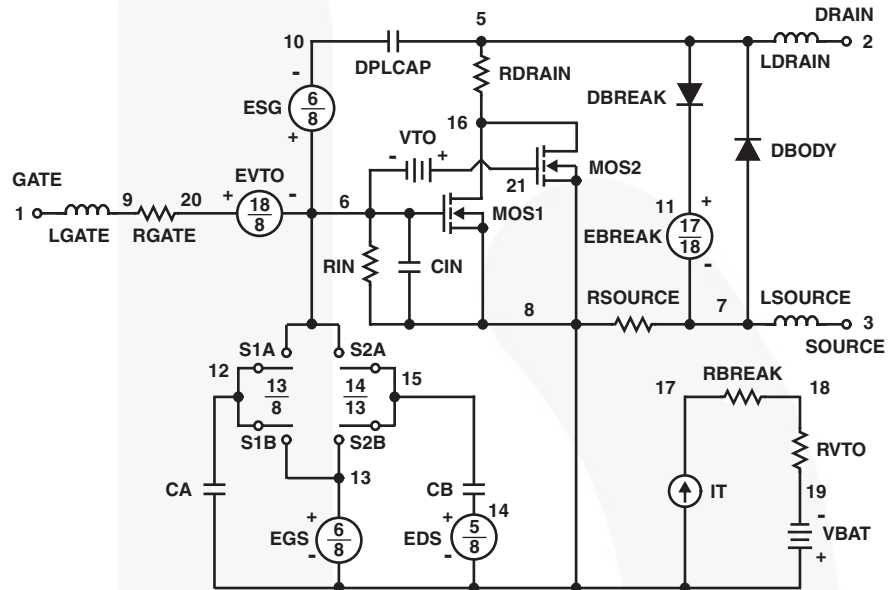 DRAIN
5
10
2
DPLCAP
RDRAIN
LDRAIN
-
DBREAK
ESG
6
8
+
16
VTO
- +
DBODY
MOS2
EVTO
21
GATE
9 20 + 18
8 - 6
MOS1
1
11 +
EBREAK 17
18
-
LGATE RGATE
RIN
CIN
8
RSOURCE
7
LSOURCE
3
SOURCE
S1A S2A
12
13
8
14
13
15
RBREAK
17 18
S1B S2B
RVTO
13
CA
CB
IT
19
-
VBAT
+
14
+
EGS 6
8
-
+
EDS 5
8
-